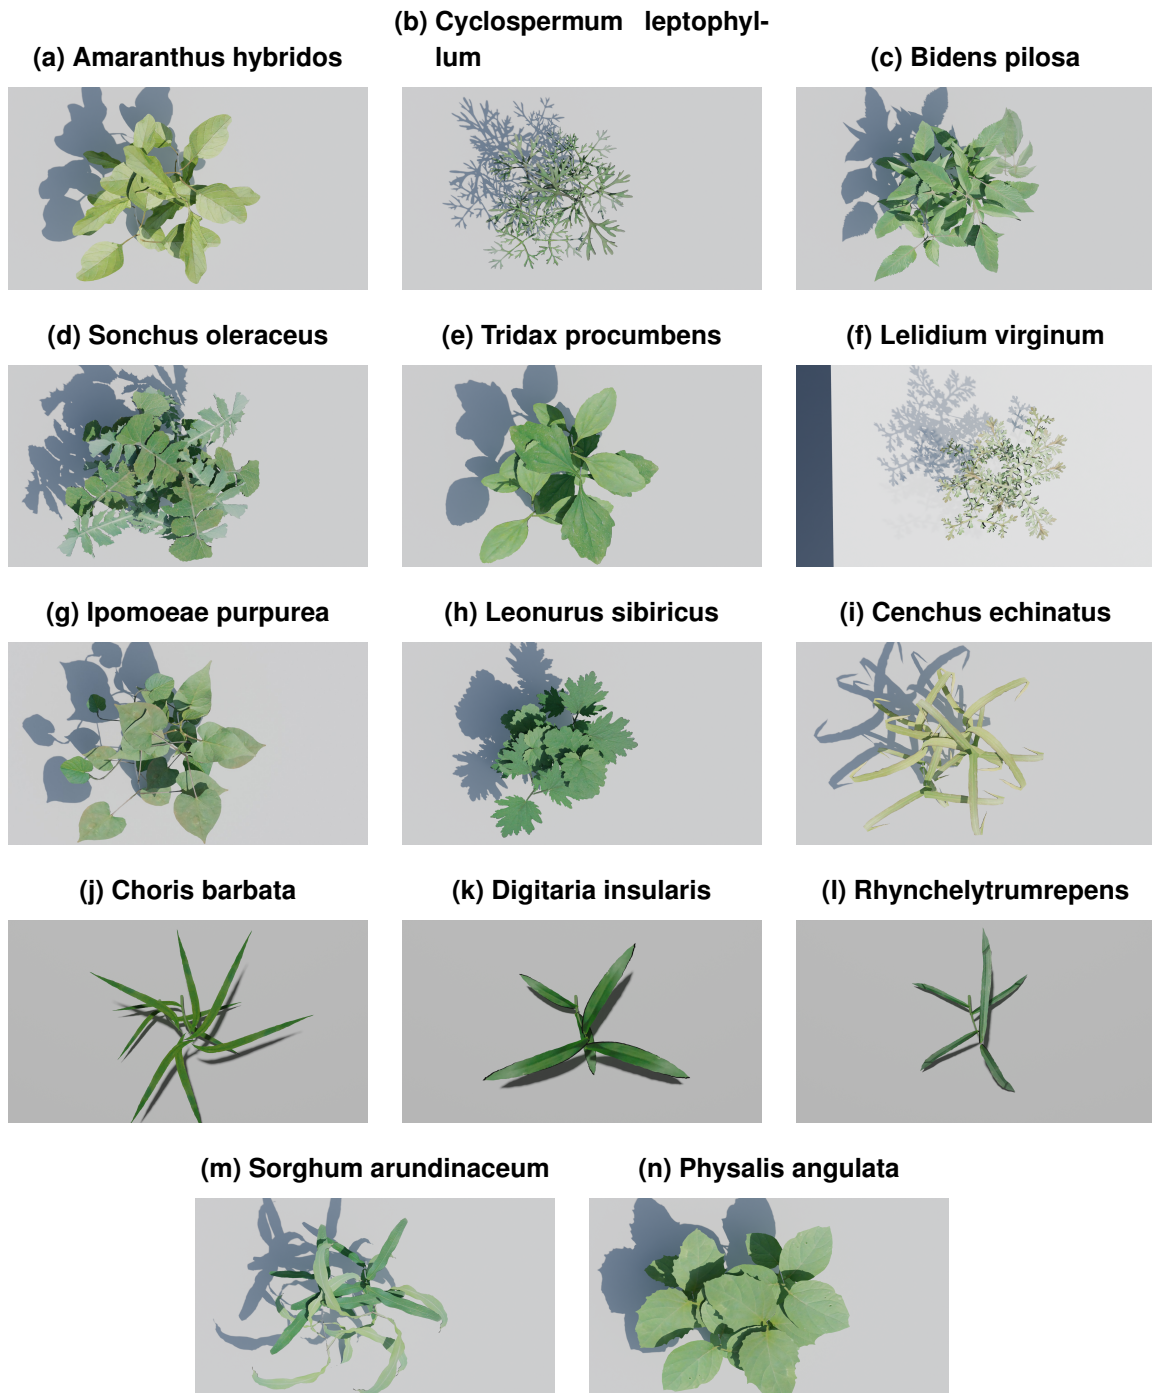 (a) Amaranthus hybridos
(b) Cyclospermum leptophyl-
lum
(c) Bidens pilosa
(d) Sonchus oleraceus
(e) Tridax procumbens
(f) Lelidium virginum
(g) Ipomoeae purpurea
(h) Leonurus sibiricus
(i) Cenchus echinatus
(j) Choris barbata
(k) Digitaria insularis
(l) Rhynchelytrumrepens
(m) Sorghum arundinaceum
(n) Physalis angulata